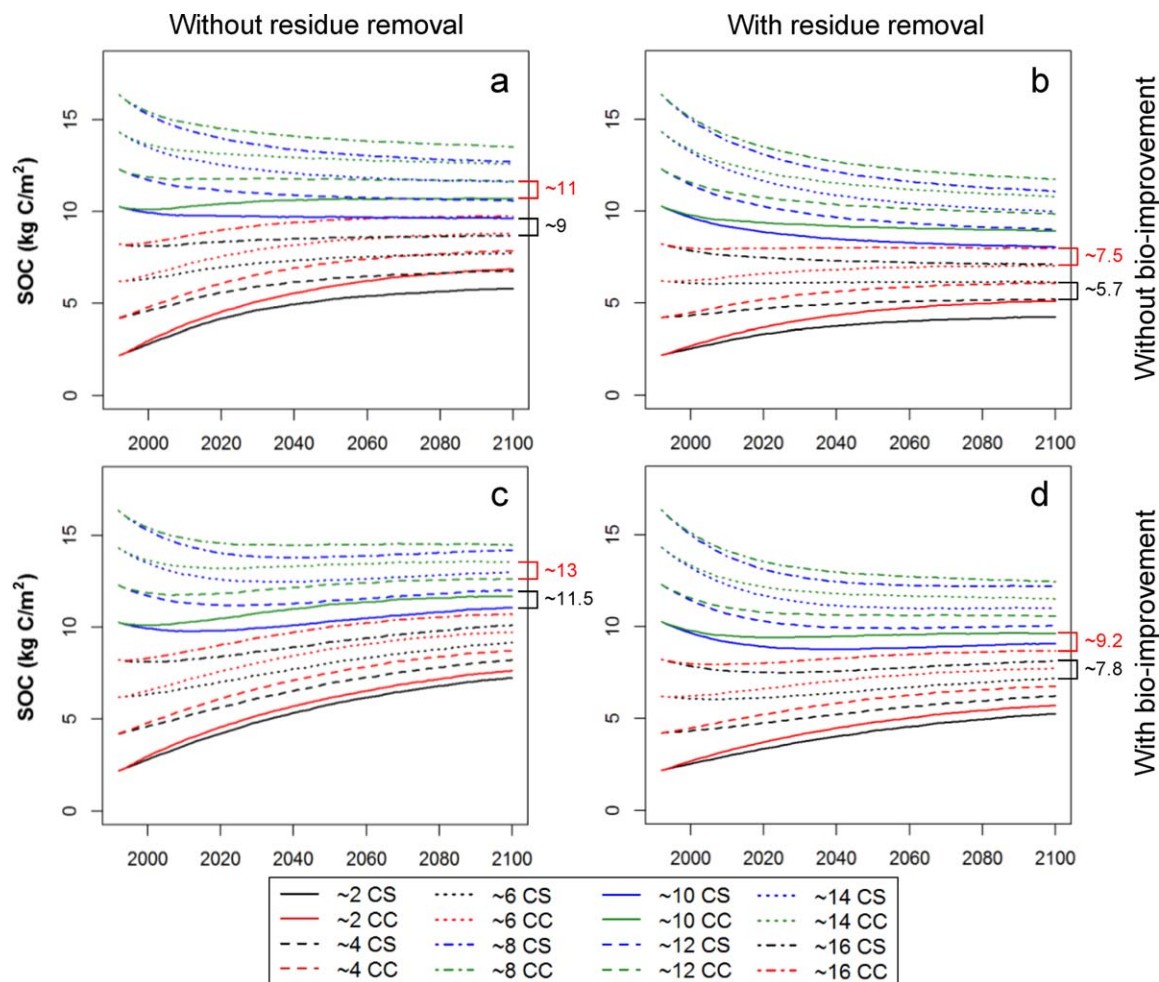 Without residue removal
With residue removal
a
b
SOC (kg C/m²)
15
10
5
0
~11
~9
2000 2020 2040 2060 2080 2100
15
10
5
0
~7.5
~5.7
2000 2020 2040 2060 2080 2100
Without bio-improvement
c
d
SOC (kg C/m²)
15
10
5
0
~13
~11.5
2000 2020 2040 2060 2080 2100
15
10
5
0
~9.2
~7.8
2000 2020 2040 2060 2080 2100
With bio-improvement
~2 CS ~6 CS ~10 CS ~14 CS
~2 CC ~6 CC ~10 CC ~14 CC
~4 CS ~8 CS ~12 CS ~16 CS
~4 CC ~8 CC ~12 CC ~16 CC